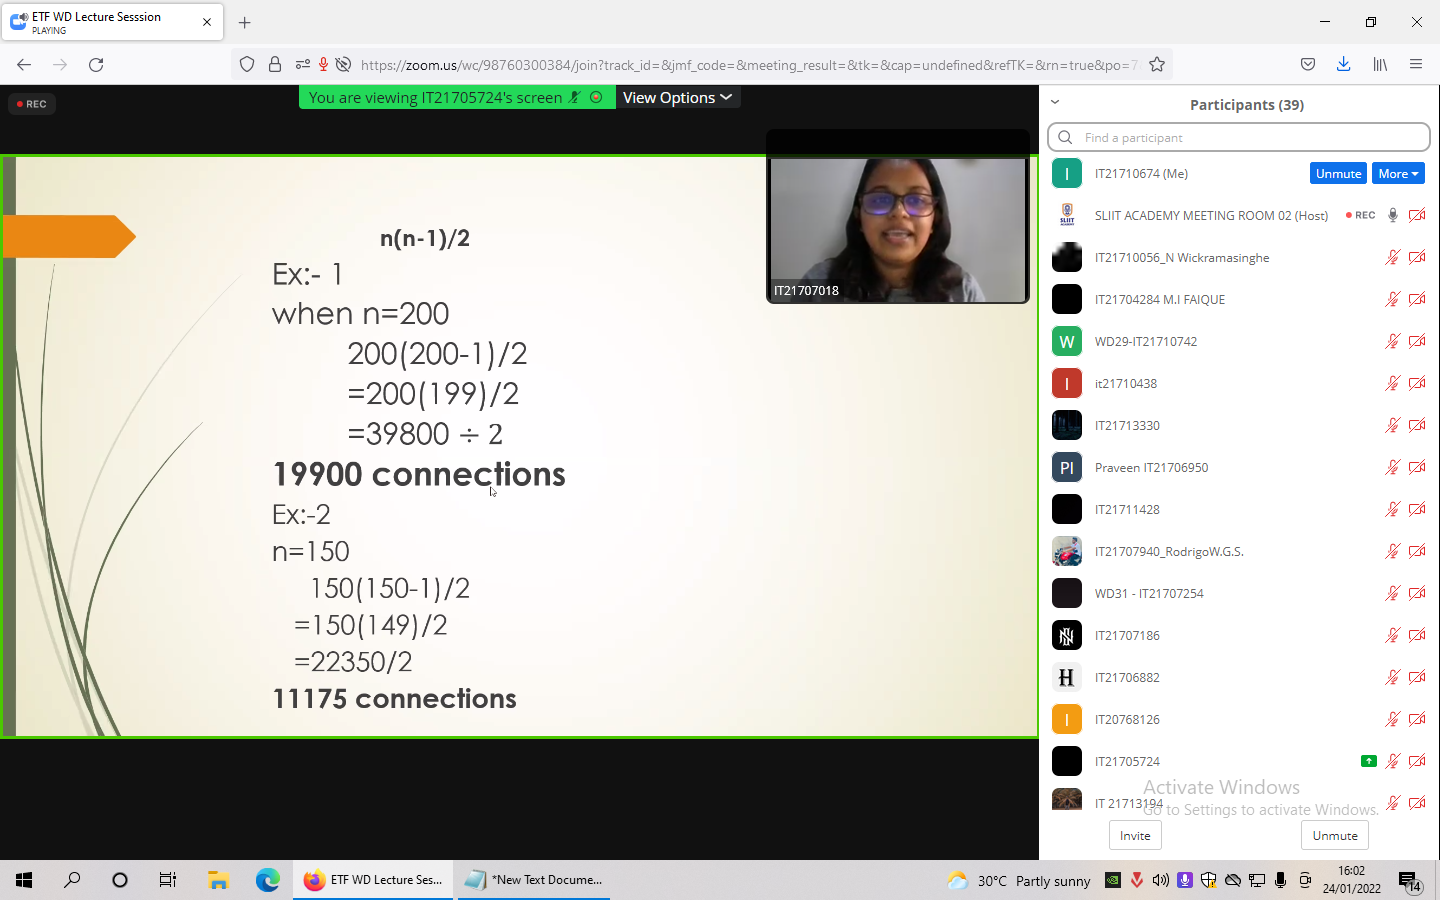 ETF WD Lecture Sesssion
PLAYING
https://zoom.us/wc/98760300384/join?track_id=&jmf_code=&meeting_result=&tk=&cap=undefined&refTK=&rn=true&po=7
REC
You are viewing IT21705724's screen
View Options
n(n-1)/2
Ex:- 1
when n=200
200(200-1)/2
=200(199)/2
=39800 ÷ 2
19900 connections
Ex:-2
n=150
150(150-1)/2
=150(149)/2
=22350/2
11175 connections
IT21707018
Participants (39)
Find a participant
I IT21710674 (Me) Unmute More
SLIIT ACADEMY MEETING ROOM 02 (Host) REC
IT21710056_N Wickramasinghe
IT21704284 M.I FAIQUE
W WD29-IT21710742
I it21710438
IT21713330
PI Praveen IT21706950
IT21711428
IT21707940_RodrigoW.G.S.
WD31 - IT21707254
IT21707186
H IT21706882
I IT20768126
IT21705724
IT 21713194
Activate Windows
Go to Settings to activate Windows.
Invite
Unmute
ETF WD Lecture Ses...
*New Text Docume...
30°C Partly sunny
16:02
24/01/2022
14